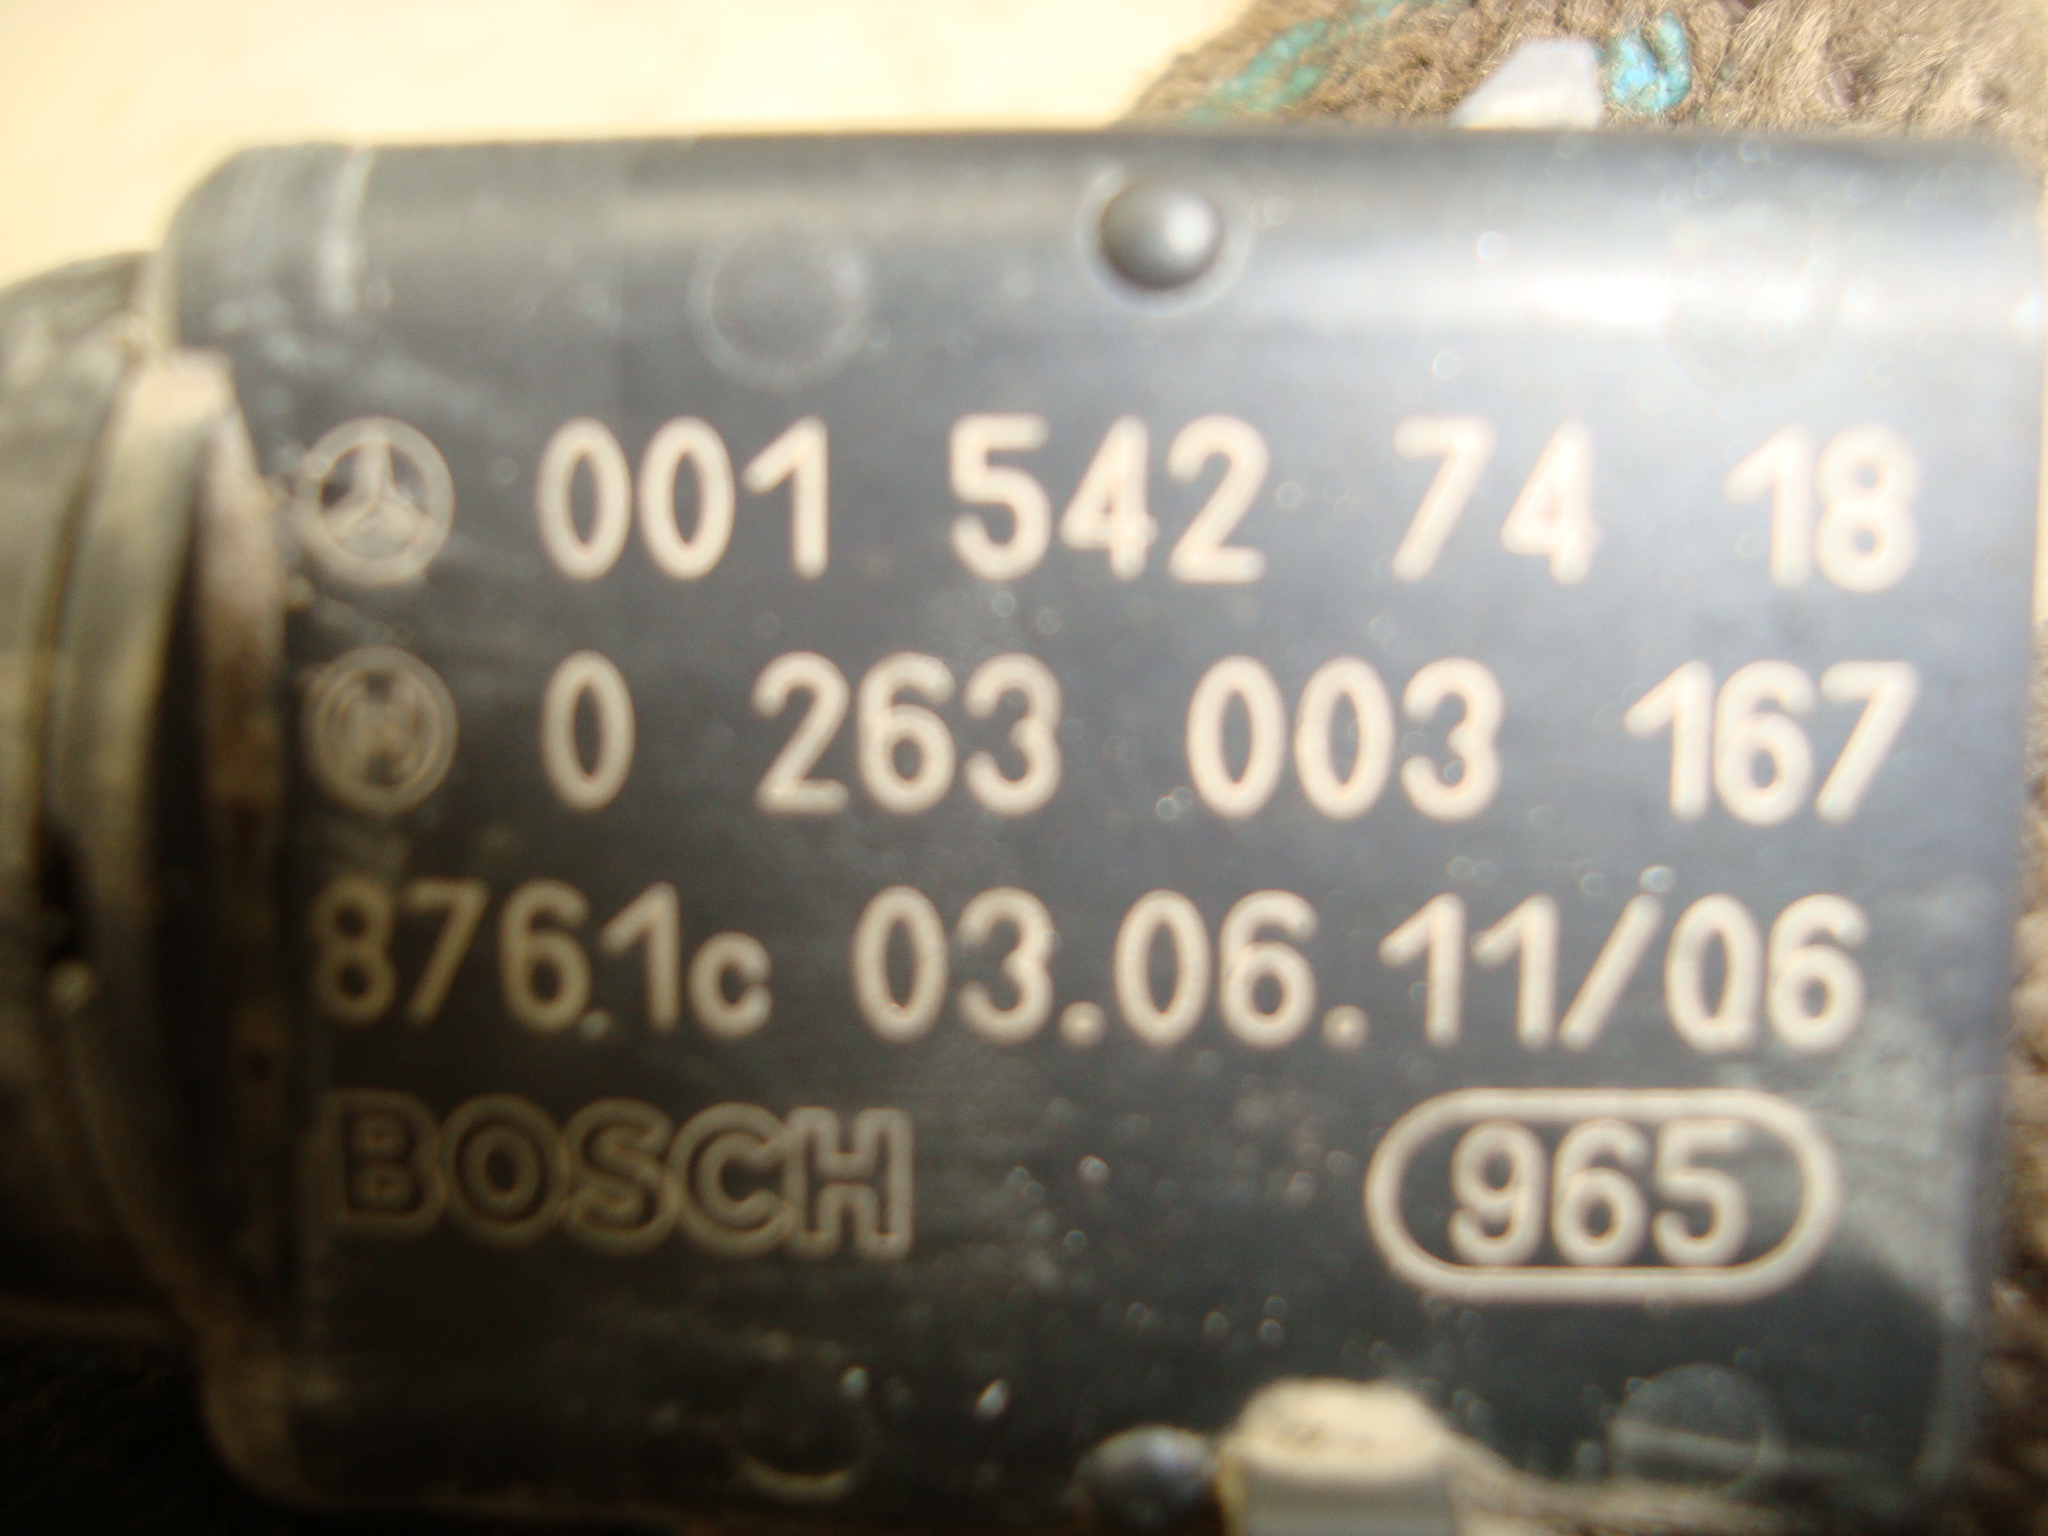 001 542 74 18
0 263 003 167
8761c 03.06.11/06
BOSCH 965